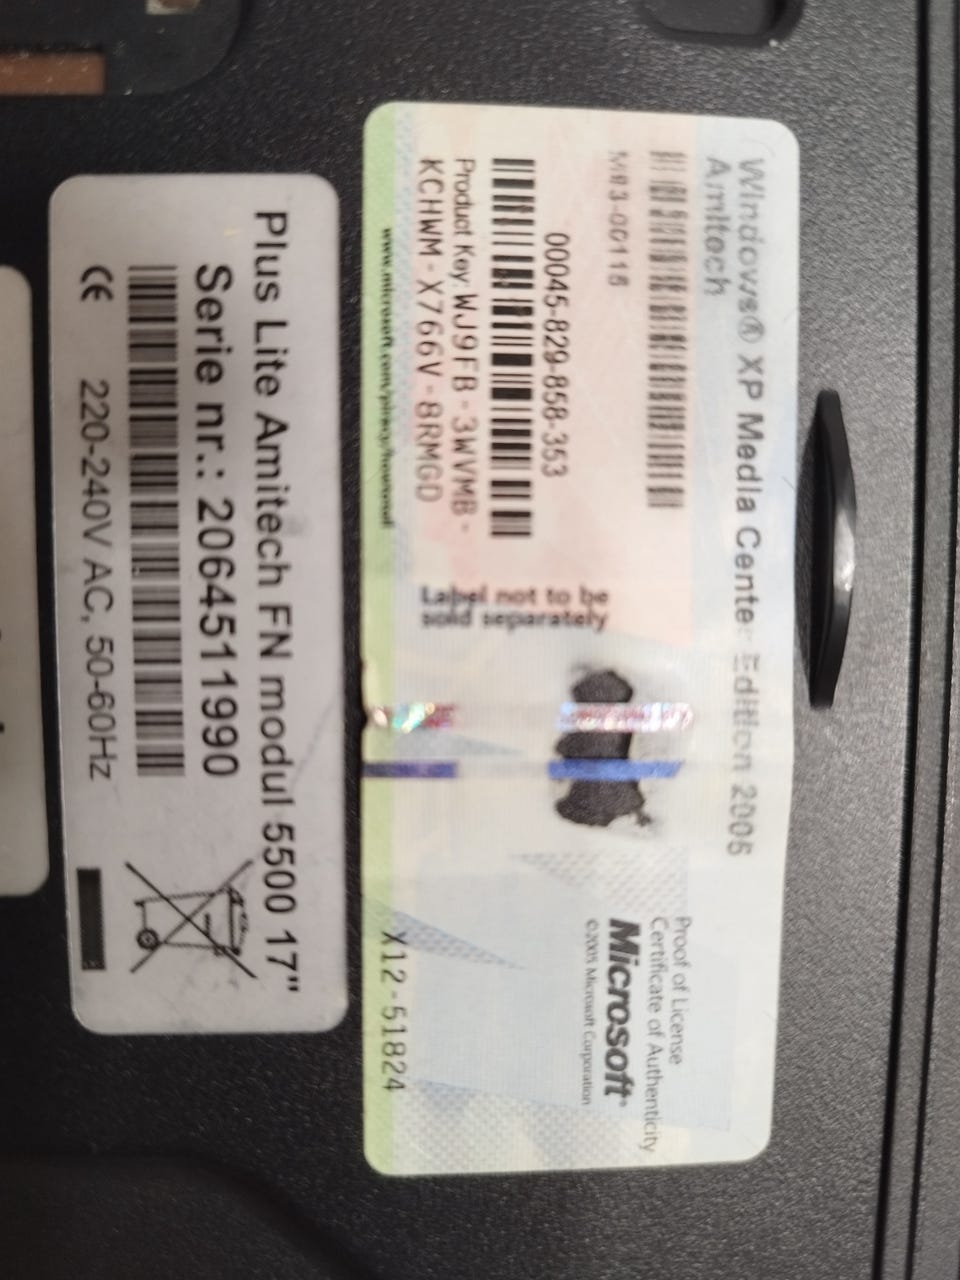 Windows® XP Media Center Edition 2005
Amitech
M93-00116
00045-829-858-353
Product Key: WJ9FB-3WVMB-
KCHWM-X766V-8RMGD
Label not to be
sold separately
Proof of License
Certificate of Authenticity
Microsoft®
©2005 Microsoft Corporation
X12-51824
Plus Lite Amitech FN modul 5500 17"
Serie nr.: 2064511990
CE 220-240V AC, 50-60Hz